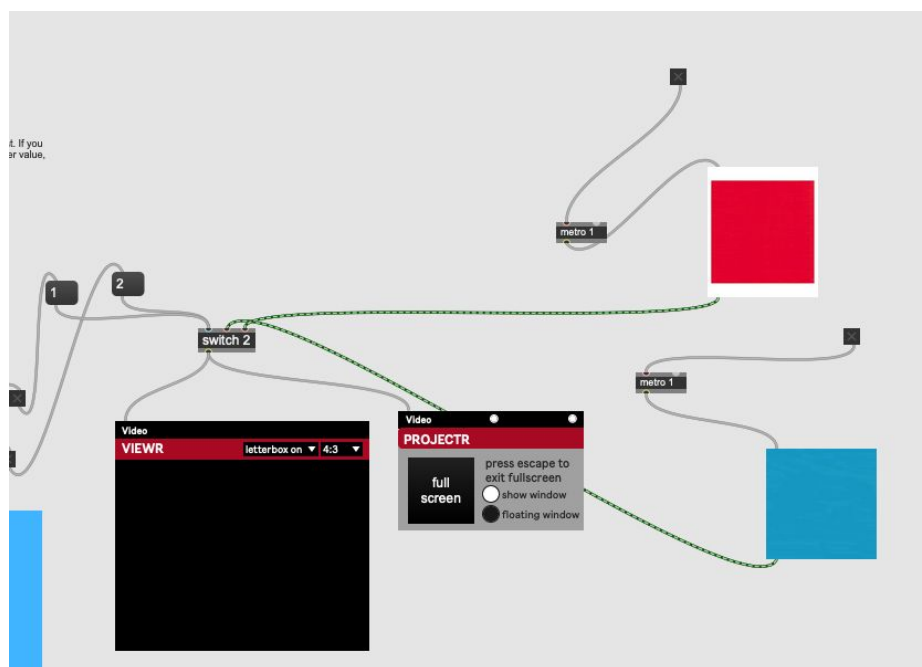 t. If you
er value,
metro 1
1
2
switch 2
metro 1
Video
VIEWR
letterbox on
4:3
Video
PROJECTR
full
screen
press escape to
exit fullscreen
show window
floating window